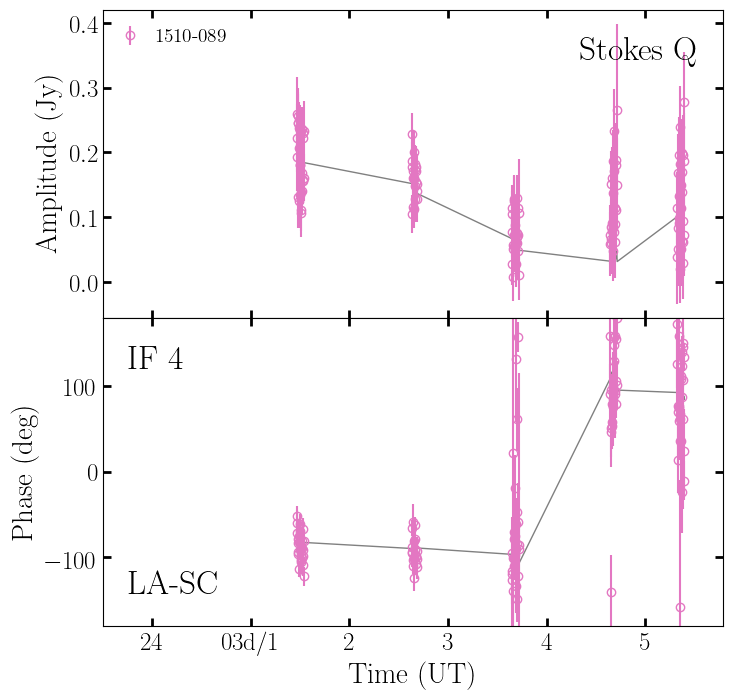 0.4
1510-089
Stokes Q
0.3
0.2
0.1
0.0
Amplitude (Jy)
IF 4
100
0
−100
Phase (deg)
LA-SC
24 03d/1 2 3 4 5
Time (UT)